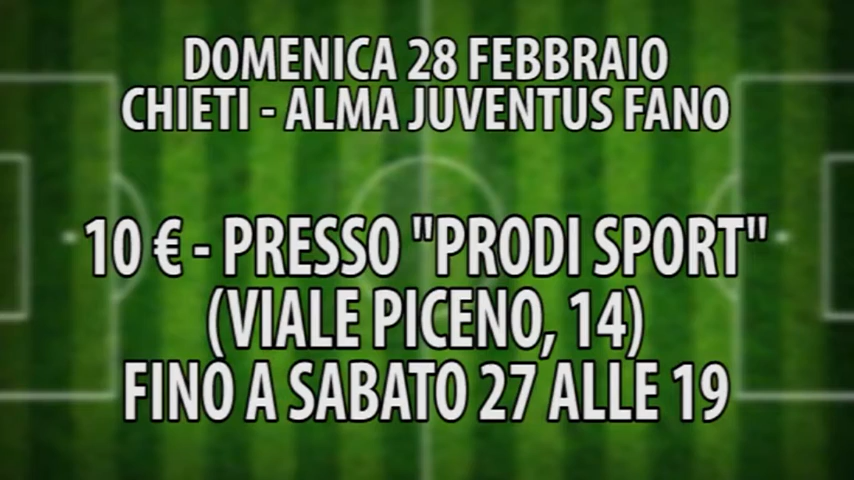 DOMENICA 28 FEBBRAIO
CHIETI - ALMA JUVENTUS FANO
10 € - PRESSO "PRODI SPORT"
(VIALE PICENO, 14)
FINO A SABATO 27 ALLE 19